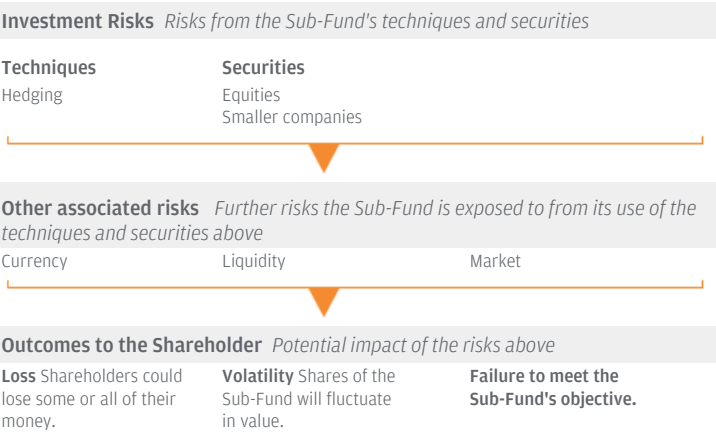 Investment Risks Risks from the Sub-Fund's techniques and securities
Techniques
Hedging
Securities
Equities
Smaller companies
Other associated risks Further risks the Sub-Fund is exposed to from its use of the
techniques and securities above
Currency
Liquidity
Market
Outcomes to the Shareholder Potential impact of the risks above
Loss Shareholders could
lose some or all of their
money.
Volatility Shares of the
Sub-Fund will fluctuate
in value.
Failure to meet the
Sub-Fund's objective.